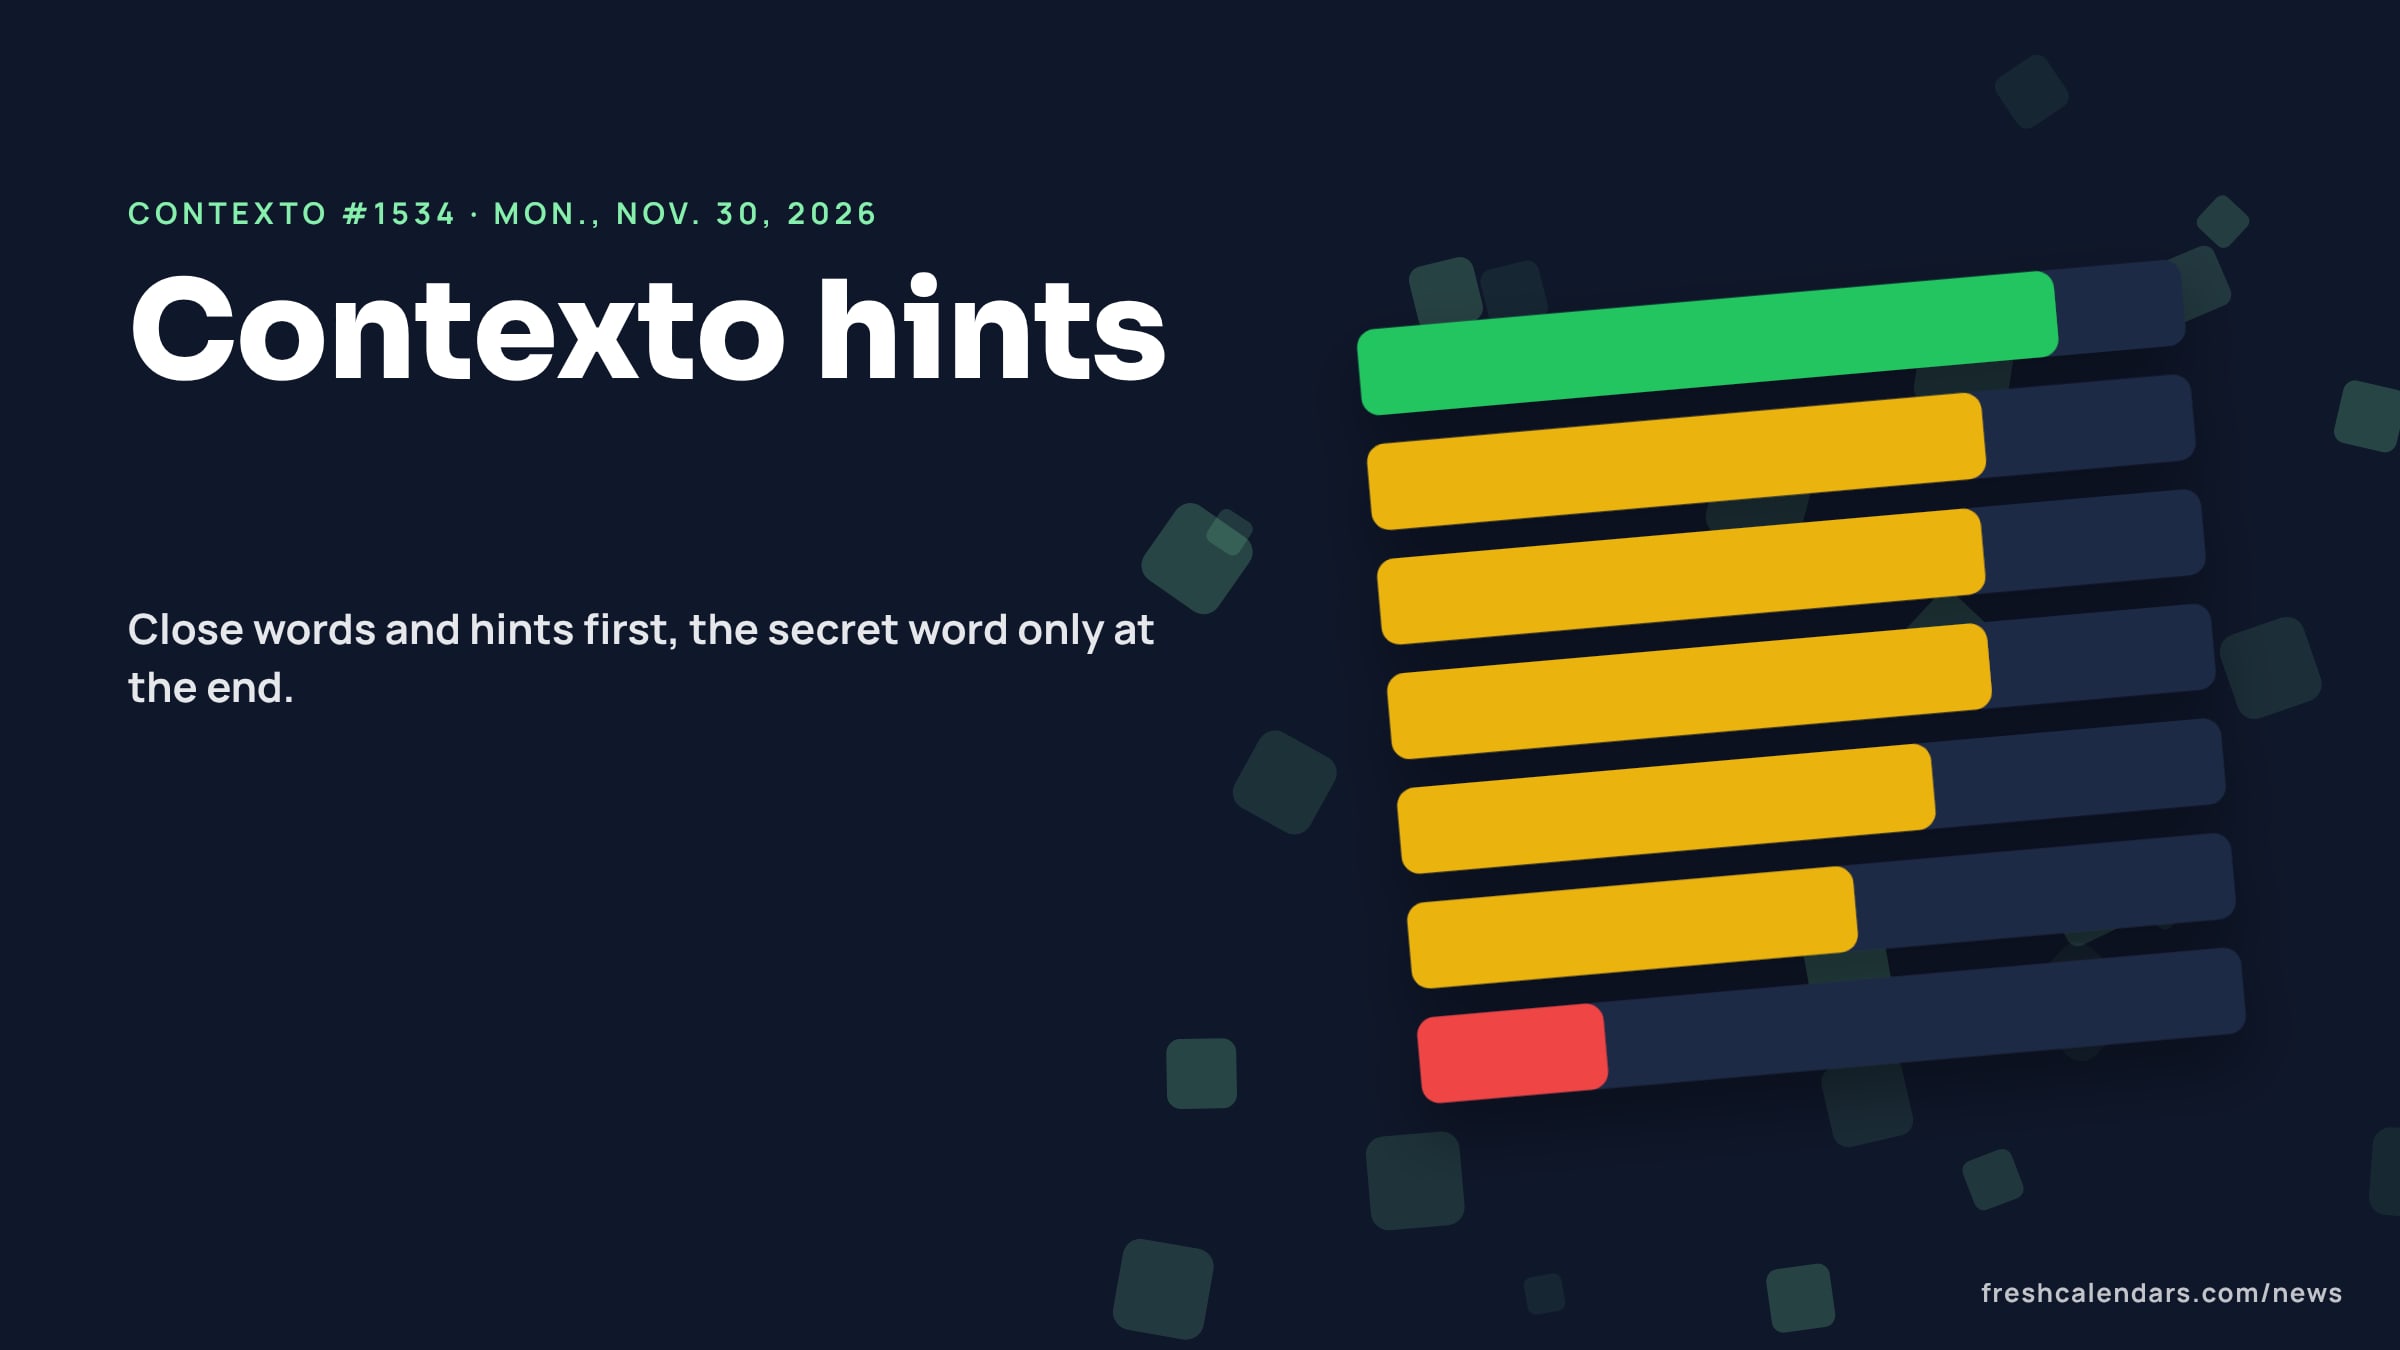 CONTEXTO #1534 · MON., NOV. 30, 2026
Contexto hints
Close words and hints first, the secret word only at
the end.
freshcalendars.com/news